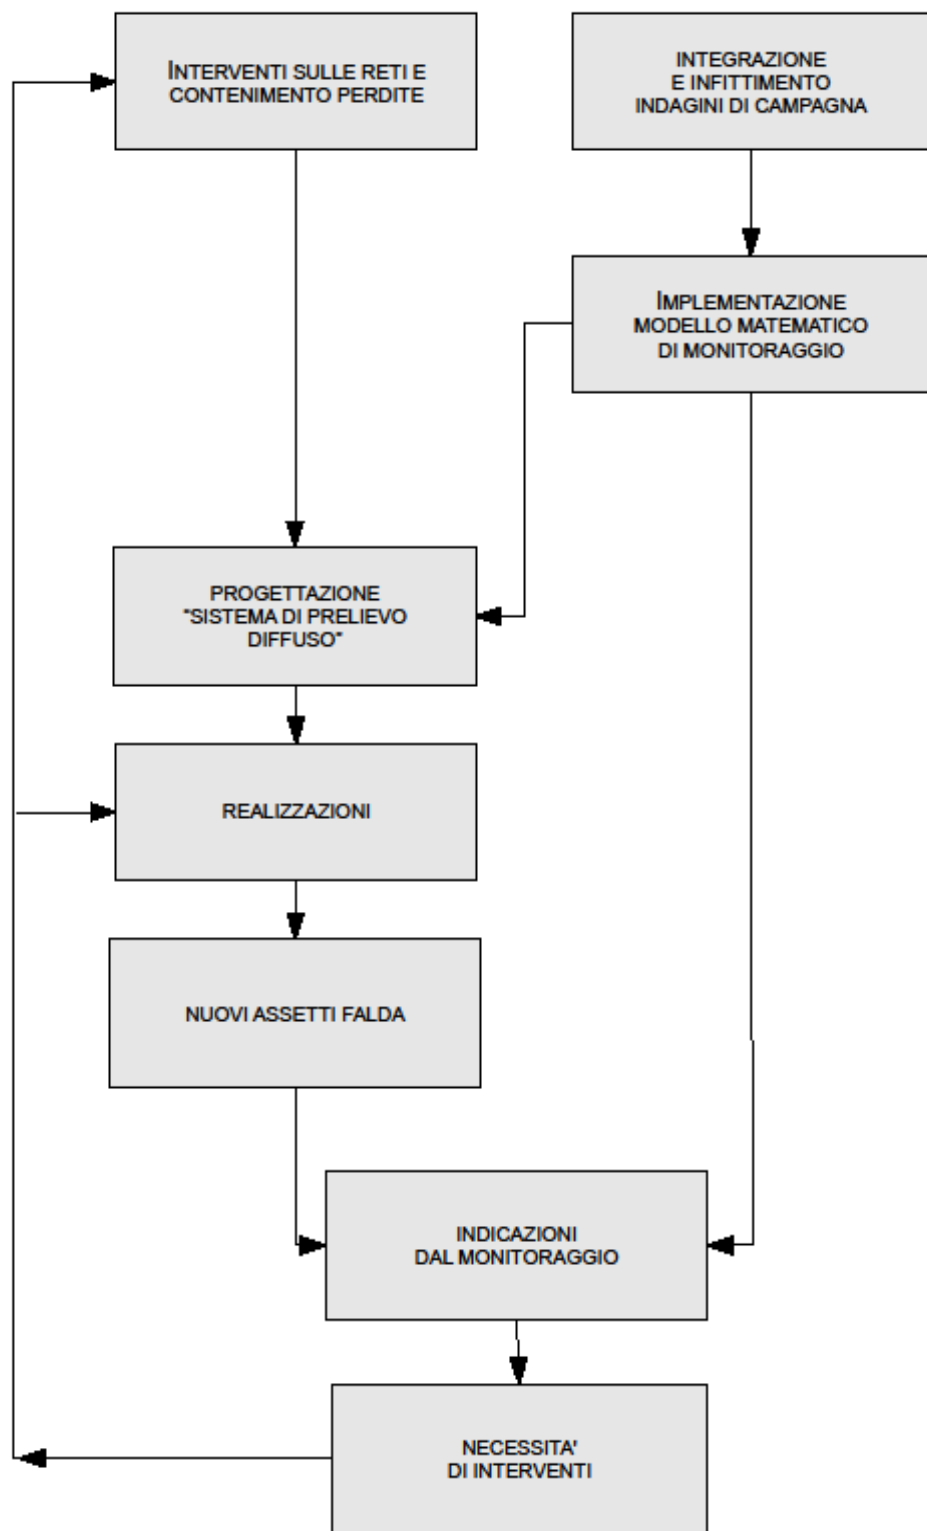 INTERVENTI SULLE RETI E
CONTENIMENTO PERDITE
INTEGRAZIONE
E INFITTIMENTO
INDAGINI DI CAMPAGNA
IMPLEMENTAZIONE
MODELLO MATEMATICO
DI MONITORAGGIO
PROGETTAZIONE
"SISTEMA DI PRELIEVO
DIFFUSO"
REALIZZAZIONI
NUOVI ASSETTI FALDA
INDICAZIONI
DAL MONITORAGGIO
NECESSITA'
DI INTERVENTI